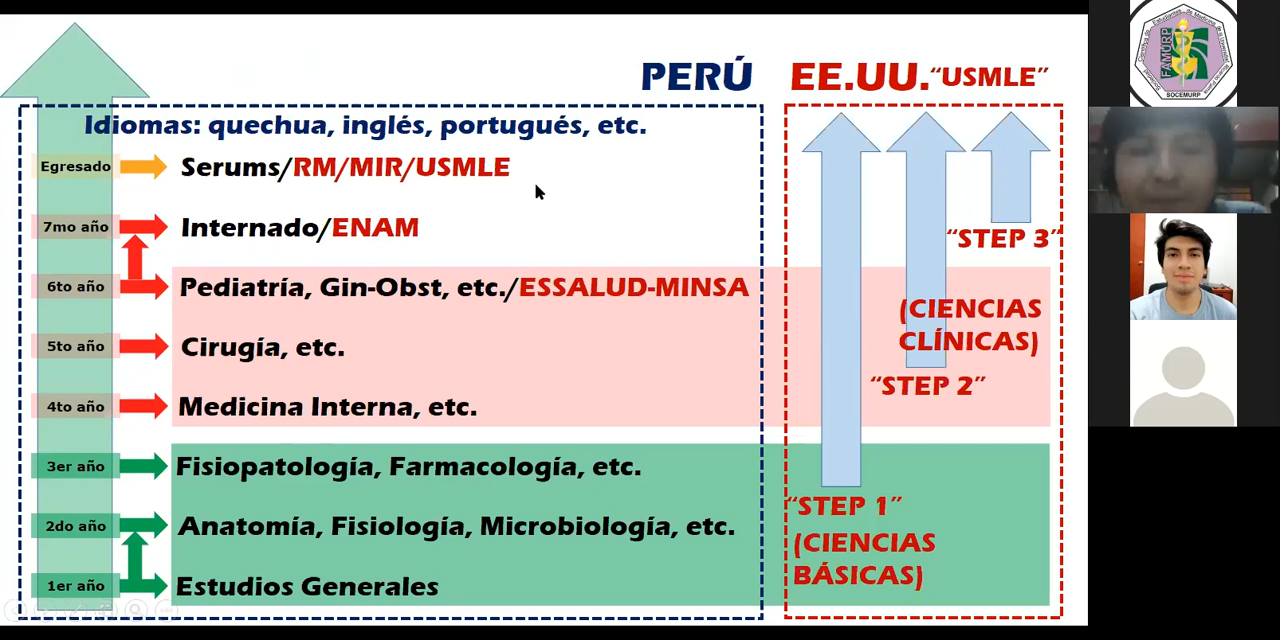 PERÚ
EE.UU. “USMLE”
Idiomas: quechua, inglés, portugués, etc.
Egresado
Serums/RM/MIR/USMLE
7mo año
Internado/ENAM
6to año
Pediatría, Gin-Obst, etc./ESSALUD-MINSA
5to año
Cirugía, etc.
4to año
Medicina Interna, etc.
3er año
Fisiopatología, Farmacología, etc.
2do año
Anatomía, Fisiología, Microbiología, etc.
1er año
Estudios Generales
“STEP 3”
(CIENCIAS
CLÍNICAS)
“STEP 2”
“STEP 1”
(CIENCIAS
BÁSICAS)
FAMURP
SOCEMURP